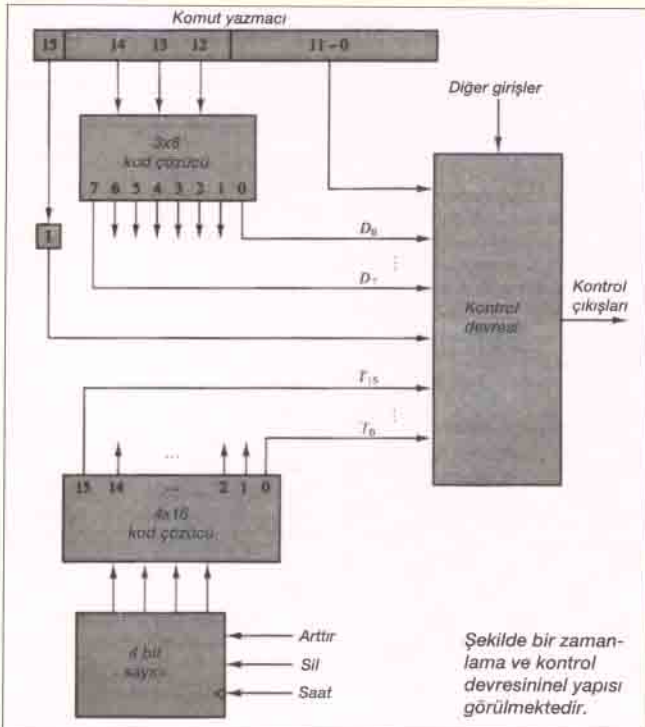 Komut yazmacı
15 14 13 12 11 - 0
Diğer girişler
3x8
kod çözücü
7 6 5 4 3 2 1 0
I
D₀
⋮
D₇
Kontrol
devresi
Kontrol
çıkışları
T₁₅
⋮
T₀
...
15 14 ... 2 1 0
4x16
kod çözücü
4 bit
Arttır
Sil
Saat
Şekilde bir zaman-
lama ve kontrol
devresininel yapısı
görülmektedir.